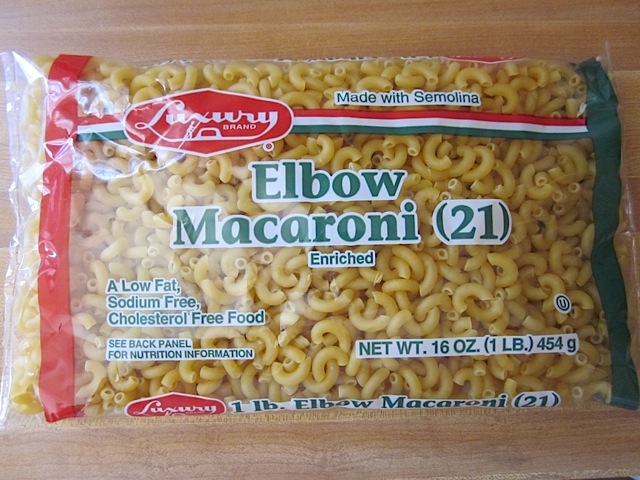 Luxury
BRAND
Made with Semolina
Elbow
Macaroni (21)
Enriched
A Low Fat,
Sodium Free,
Cholesterol Free Food
SEE BACK PANEL
FOR NUTRITION INFORMATION
U
NET WT. 16 OZ. (1 LB.) 454 g
Luxury
1 lb. Elbow Macaroni (21)